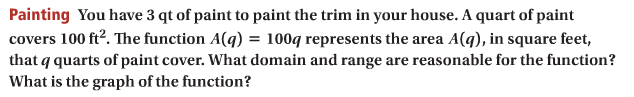 Painting You have 3 qt of paint to paint the trim in your house. A quart of paint
covers 100 ft². The function A(q) = 100q represents the area A(q), in square feet,
that q quarts of paint cover. What domain and range are reasonable for the function?
What is the graph of the function?